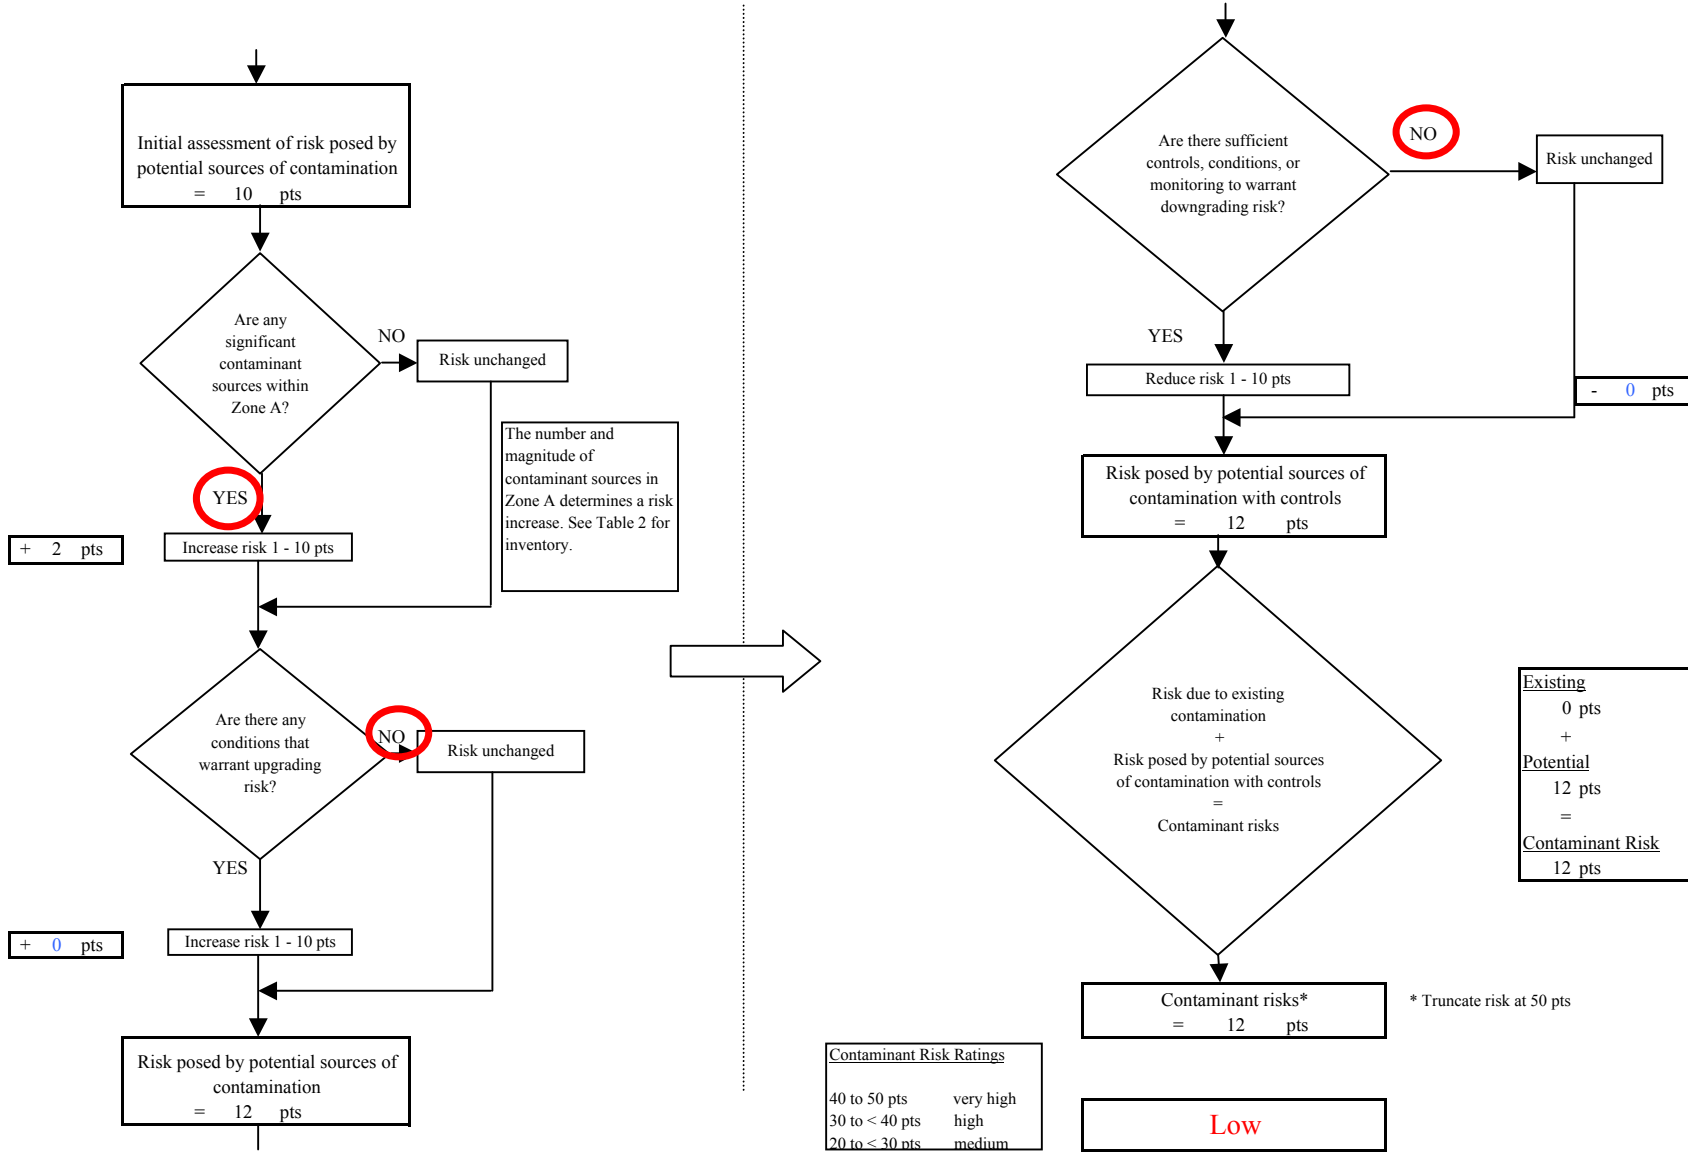 Initial assessment of risk posed by
potential sources of contamination
= 10 pts
Are any
significant
contaminant
sources within
Zone A?
NO
Risk unchanged
The number and
magnitude of
contaminant sources in
Zone A determines a risk
increase. See Table 2 for
inventory.
YES
+ 2 pts
Increase risk 1 - 10 pts
Are there any
conditions that
warrant upgrading
risk?
NO
Risk unchanged
YES
+ 0 pts
Increase risk 1 - 10 pts
Risk posed by potential sources of
contamination
= 12 pts
Are there sufficient
controls, conditions, or
monitoring to warrant
downgrading risk?
NO
Risk unchanged
YES
Reduce risk 1 - 10 pts
- 0 pts
Risk posed by potential sources of
contamination with controls
= 12 pts
Risk due to existing
contamination
+
Risk posed by potential sources
of contamination with controls
=
Contaminant risks
Existing
0 pts
+
Potential
12 pts
=
Contaminant Risk
12 pts
Contaminant risks*
= 12 pts
* Truncate risk at 50 pts
Contaminant Risk Ratings
40 to 50 pts very high
30 to < 40 pts high
20 to < 30 pts medium
Low